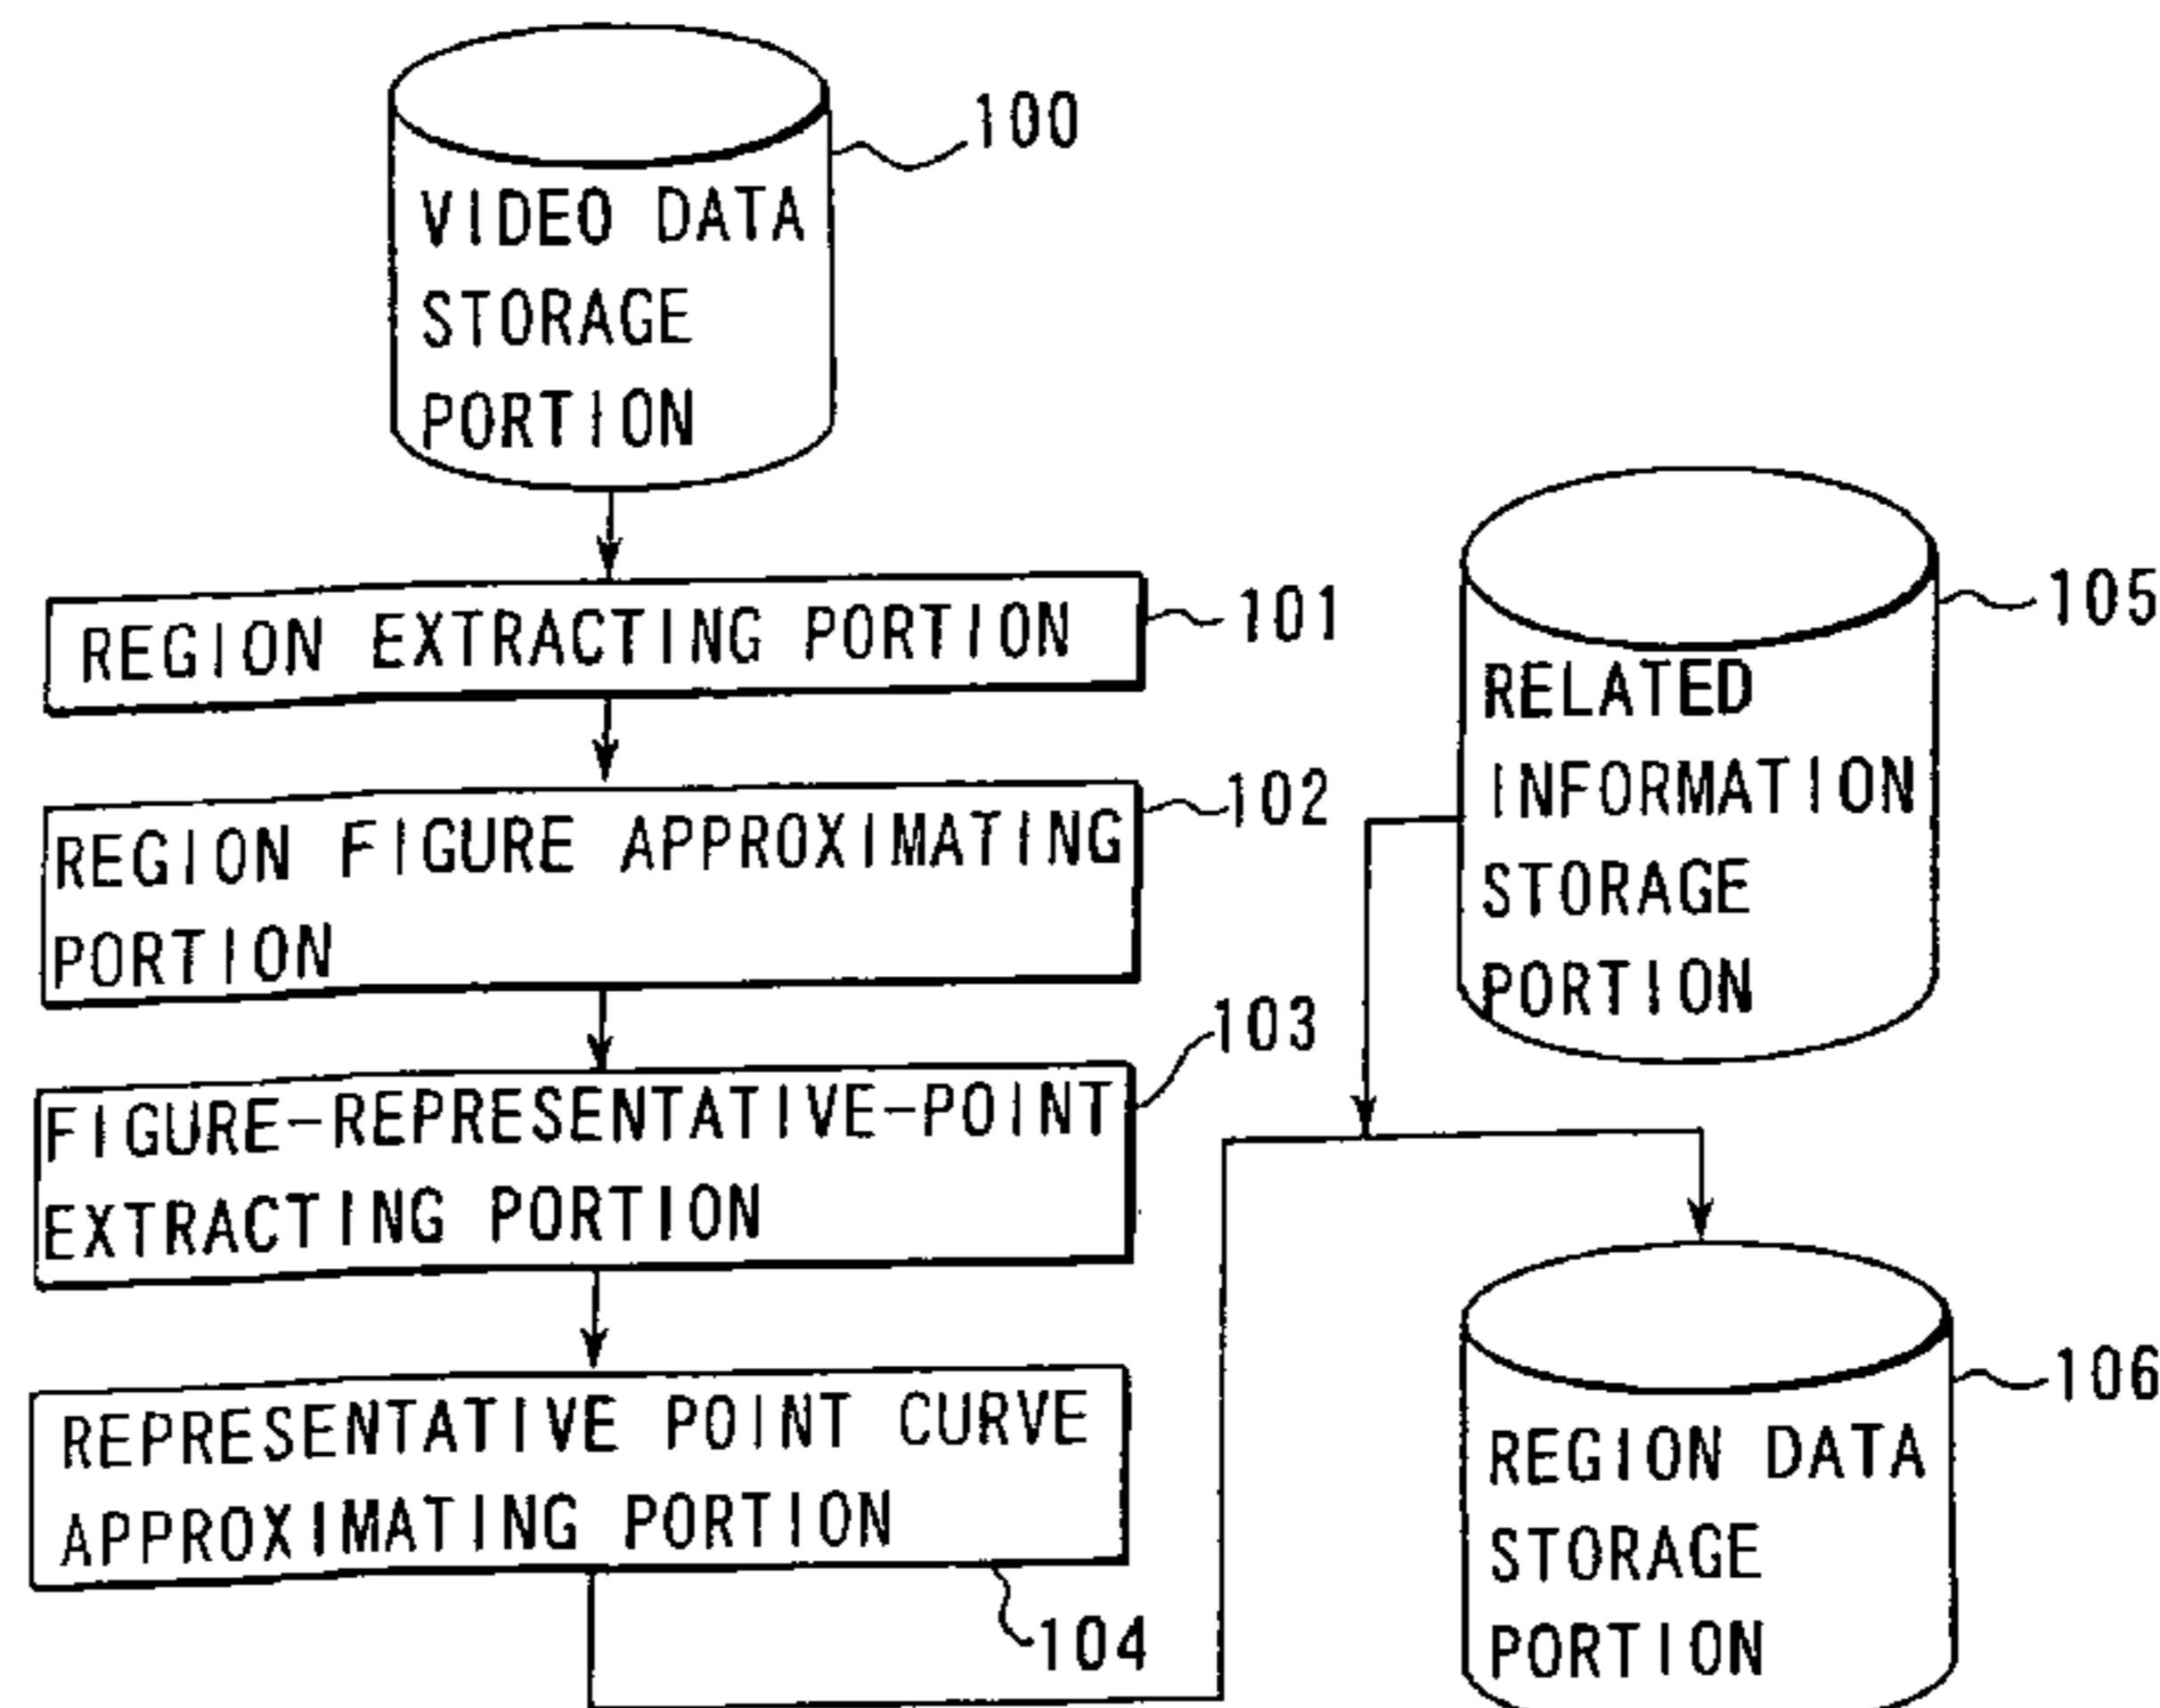 100
VIDEO DATA
STORAGE
PORTION
REGION EXTRACTING PORTION
101
REGION FIGURE APPROXIMATING
PORTION
102
FIGURE-REPRESENTATIVE-POINT
EXTRACTING PORTION
103
REPRESENTATIVE POINT CURVE
APPROXIMATING PORTION
104
RELATED
INFORMATION
STORAGE
PORTION
105
REGION DATA
STORAGE
PORTION
106